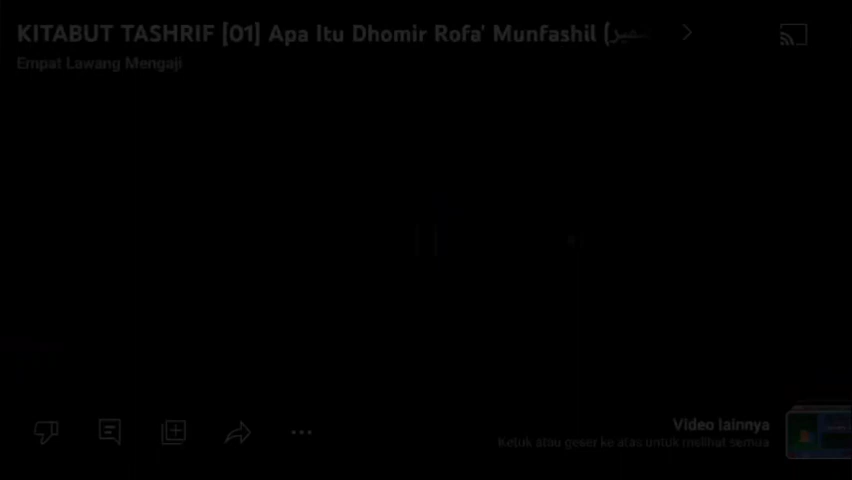 KITABUT TASHRIF [01] Apa Itu Dhomir Rofa' Munfashil (ضمير
Empat Lawang Mengaji
Video lainnya
Ketuk atau geser ke atas untuk melihat semua